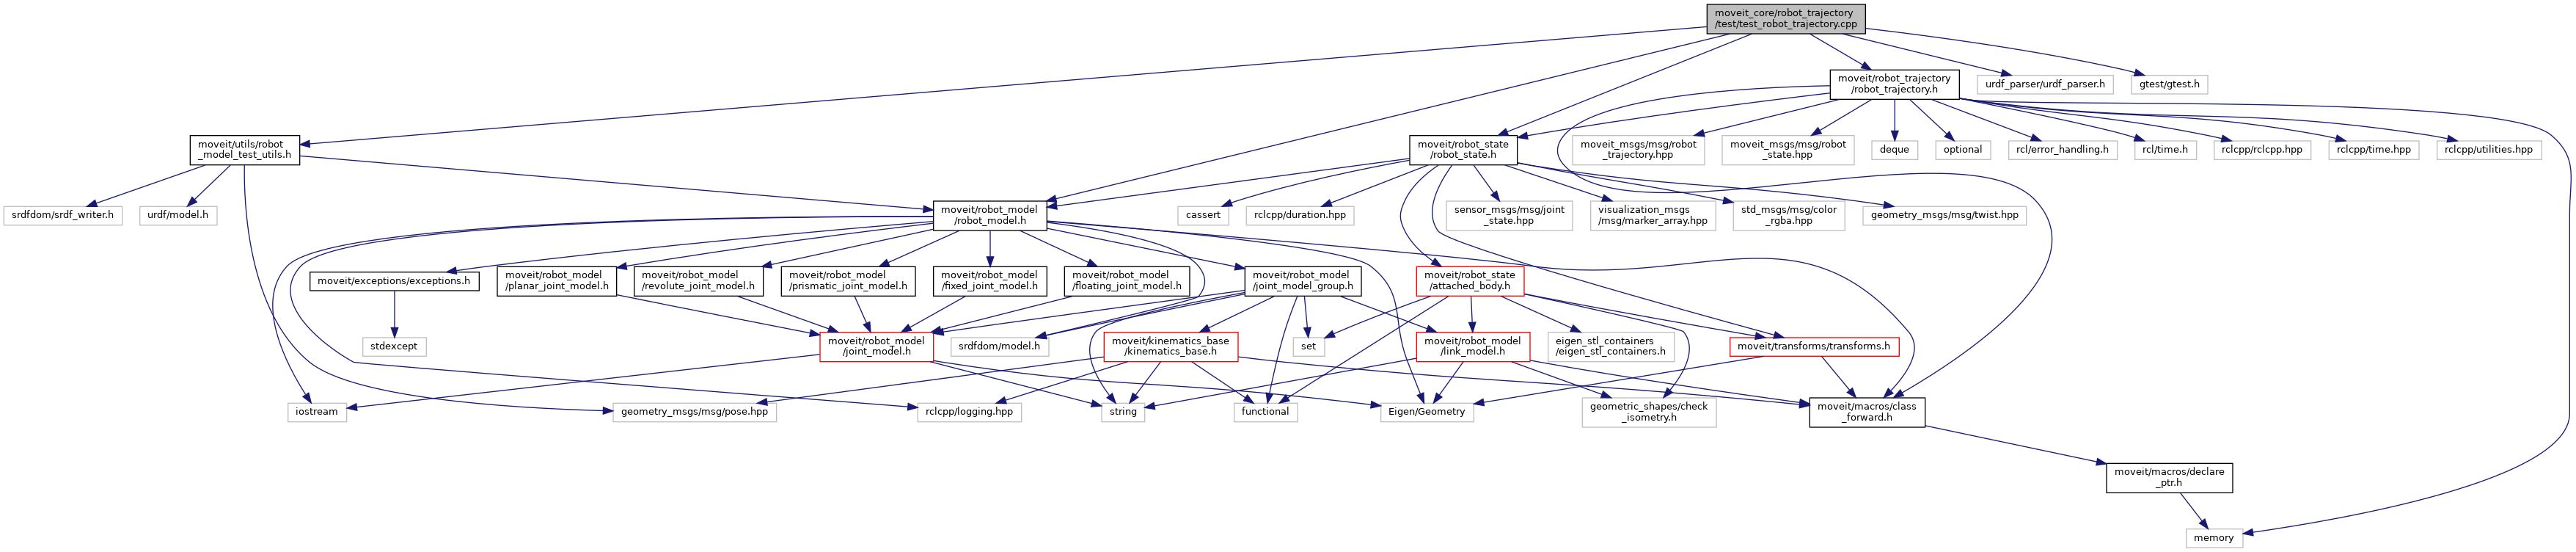 moveit_core/robot_trajectory
/test/test_robot_trajectory.cpp
moveit/robot_trajectory
/robot_trajectory.h
urdf_parser/urdf_parser.h
gtest/gtest.h
moveit/utils/robot
_model_test_utils.h
moveit/robot_state
/robot_state.h
moveit_msgs/msg/robot
_trajectory.hpp
moveit_msgs/msg/robot
_state.hpp
deque
optional
rcl/error_handling.h
rcl/time.h
rclcpp/rclcpp.hpp
rclcpp/time.hpp
rclcpp/utilities.hpp
srdfdom/srdf_writer.h
urdf/model.h
moveit/robot_model
/robot_model.h
cassert
rclcpp/duration.hpp
sensor_msgs/msg/joint
_state.hpp
visualization_msgs
/msg/marker_array.hpp
std_msgs/msg/color
_rgba.hpp
geometry_msgs/msg/twist.hpp
moveit/exceptions/exceptions.h
moveit/robot_model
/planar_joint_model.h
moveit/robot_model
/revolute_joint_model.h
moveit/robot_model
/prismatic_joint_model.h
moveit/robot_model
/fixed_joint_model.h
moveit/robot_model
/floating_joint_model.h
moveit/robot_model
/joint_model_group.h
moveit/robot_state
/attached_body.h
stdexcept
moveit/robot_model
/joint_model.h
srdfdom/model.h
moveit/kinematics_base
/kinematics_base.h
set
moveit/robot_model
/link_model.h
eigen_stl_containers
/eigen_stl_containers.h
moveit/transforms/transforms.h
iostream
geometry_msgs/msg/pose.hpp
rclcpp/logging.hpp
string
functional
Eigen/Geometry
geometric_shapes/check
_isometry.h
moveit/macros/class
_forward.h
moveit/macros/declare
_ptr.h
memory